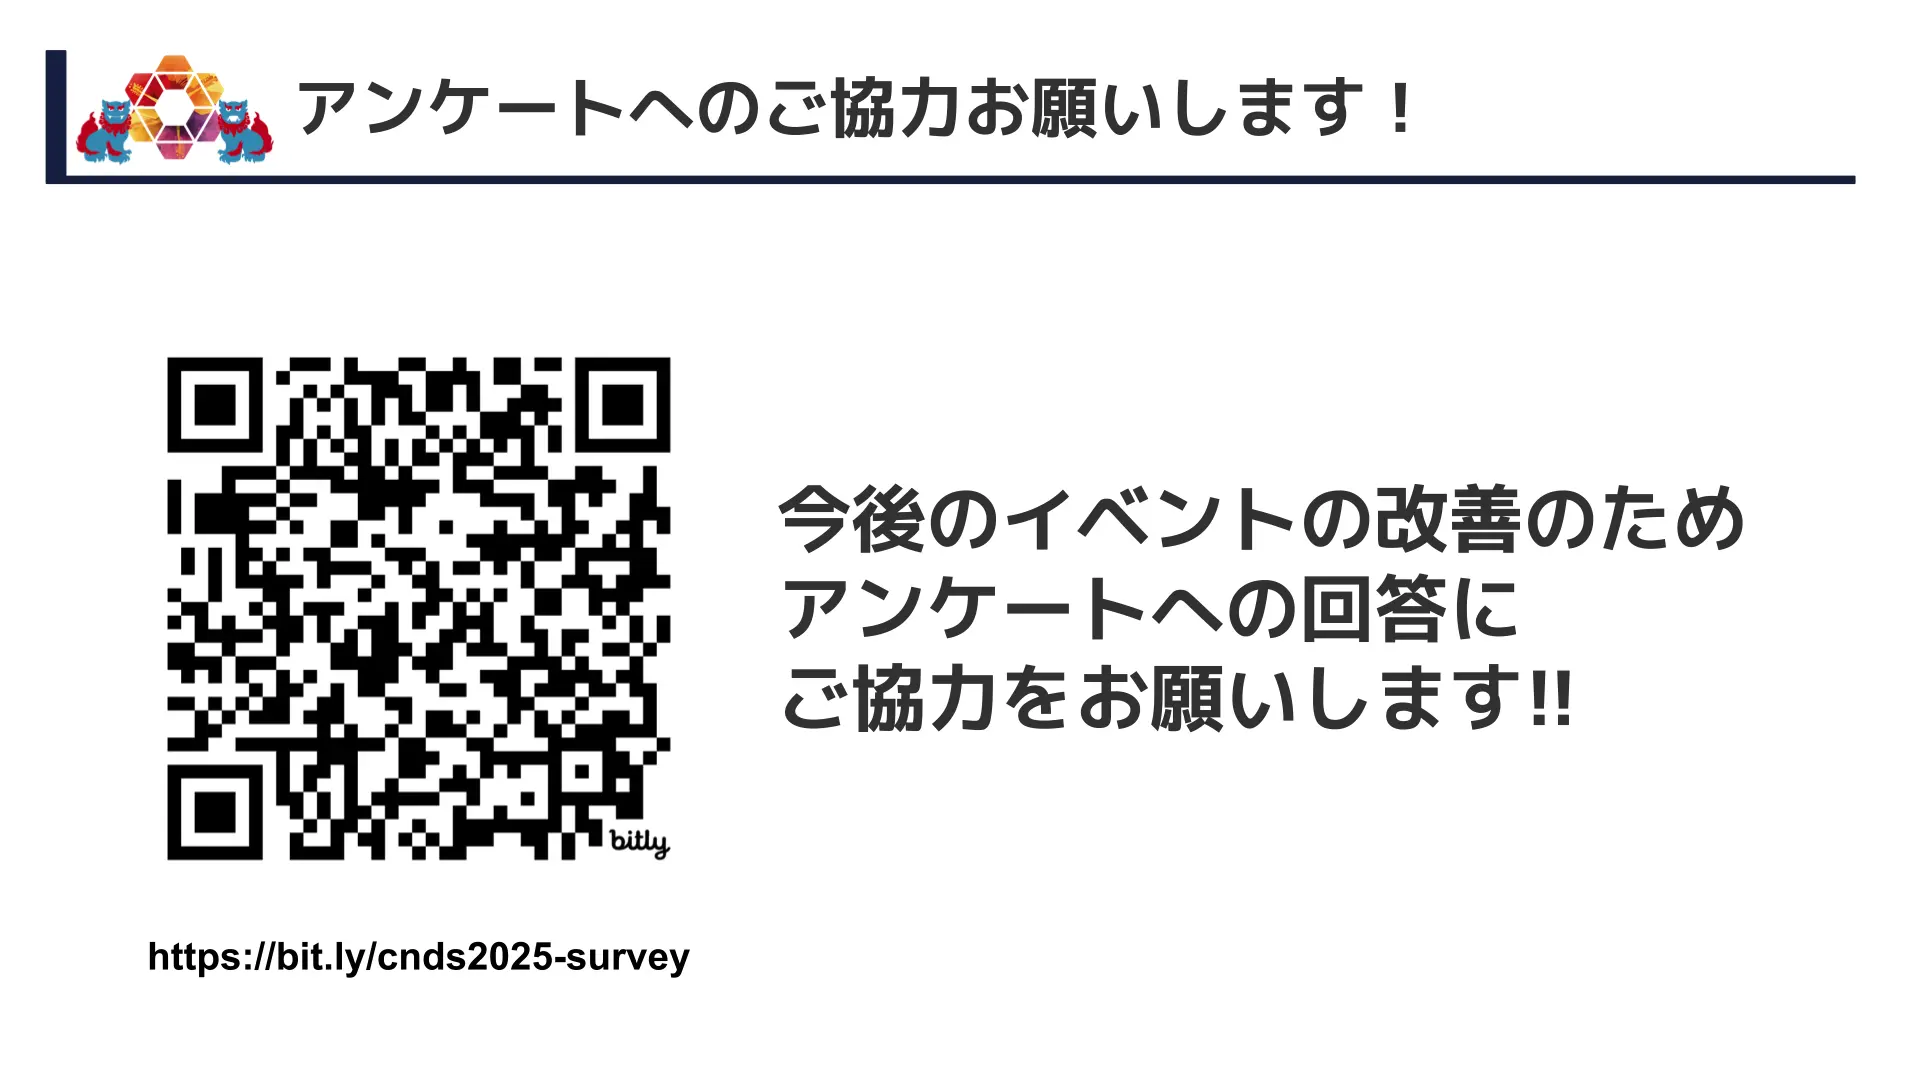 アンケートへのご協力お願いします！
今後のイベントの改善のため
アンケートへの回答に
ご協力をお願いします!!
bitly
https://bit.ly/cnds2025-survey